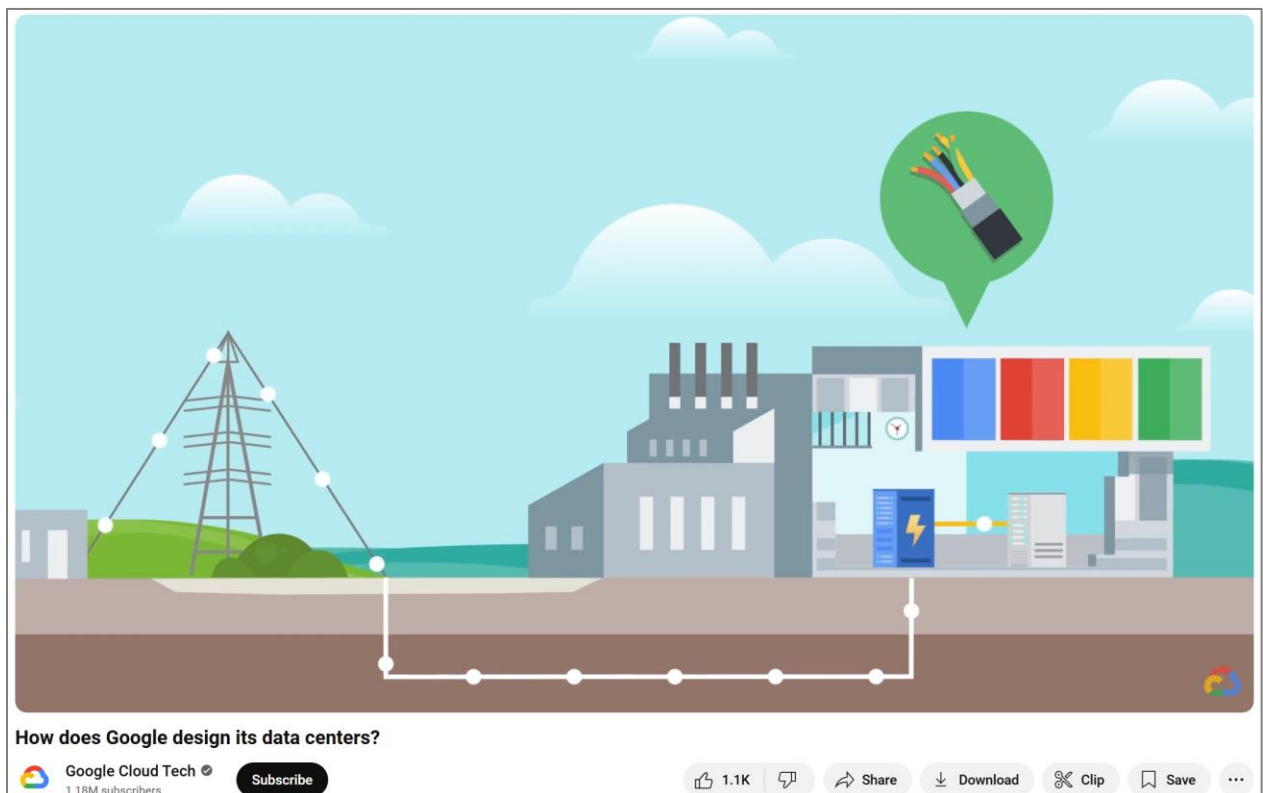 How does Google design its data centers?
Google Cloud Tech
1.18M subscribers
Subscribe
1.1K
Share
Download
Clip
Save